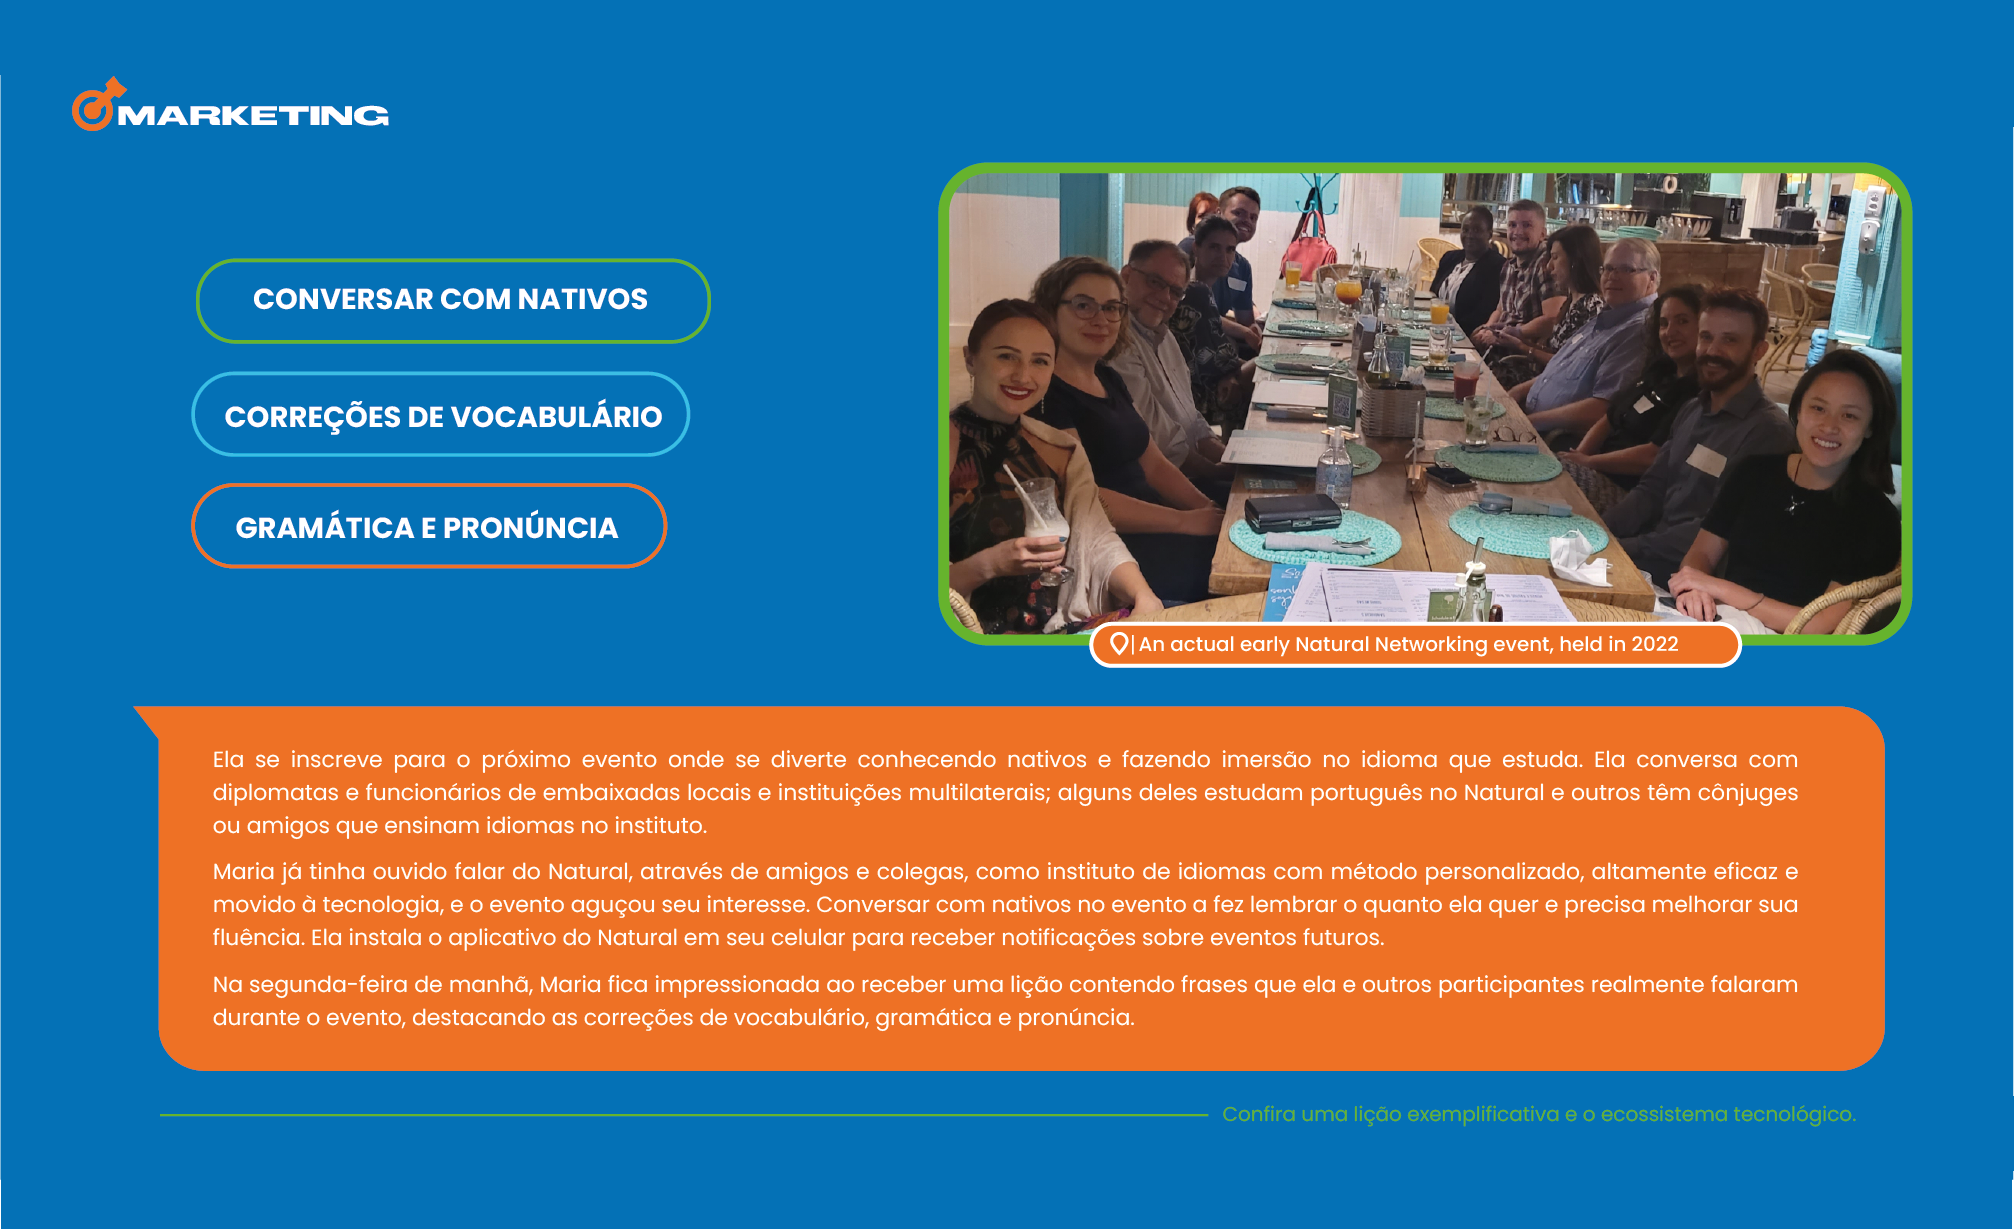 MARKETING
CONVERSAR COM NATIVOS
CORREÇÕES DE VOCABULÁRIO
GRAMÁTICA E PRONÚNCIA
| An actual early Natural Networking event, held in 2022
Ela se inscreve para o próximo evento onde se diverte conhecendo nativos e fazendo imersão no idioma que estuda. Ela conversa com
diplomatas e funcionários de embaixadas locais e instituições multilaterais; alguns deles estudam português no Natural e outros têm cônjuges
ou amigos que ensinam idiomas no instituto.
Maria já tinha ouvido falar do Natural, através de amigos e colegas, como instituto de idiomas com método personalizado, altamente eficaz e
movido à tecnologia, e o evento aguçou seu interesse. Conversar com nativos no evento a fez lembrar o quanto ela quer e precisa melhorar sua
fluência. Ela instala o aplicativo do Natural em seu celular para receber notificações sobre eventos futuros.
Na segunda-feira de manhã, Maria fica impressionada ao receber uma lição contendo frases que ela e outros participantes realmente falaram
durante o evento, destacando as correções de vocabulário, gramática e pronúncia.
Confira uma lição exemplificativa e o ecossistema tecnológico.